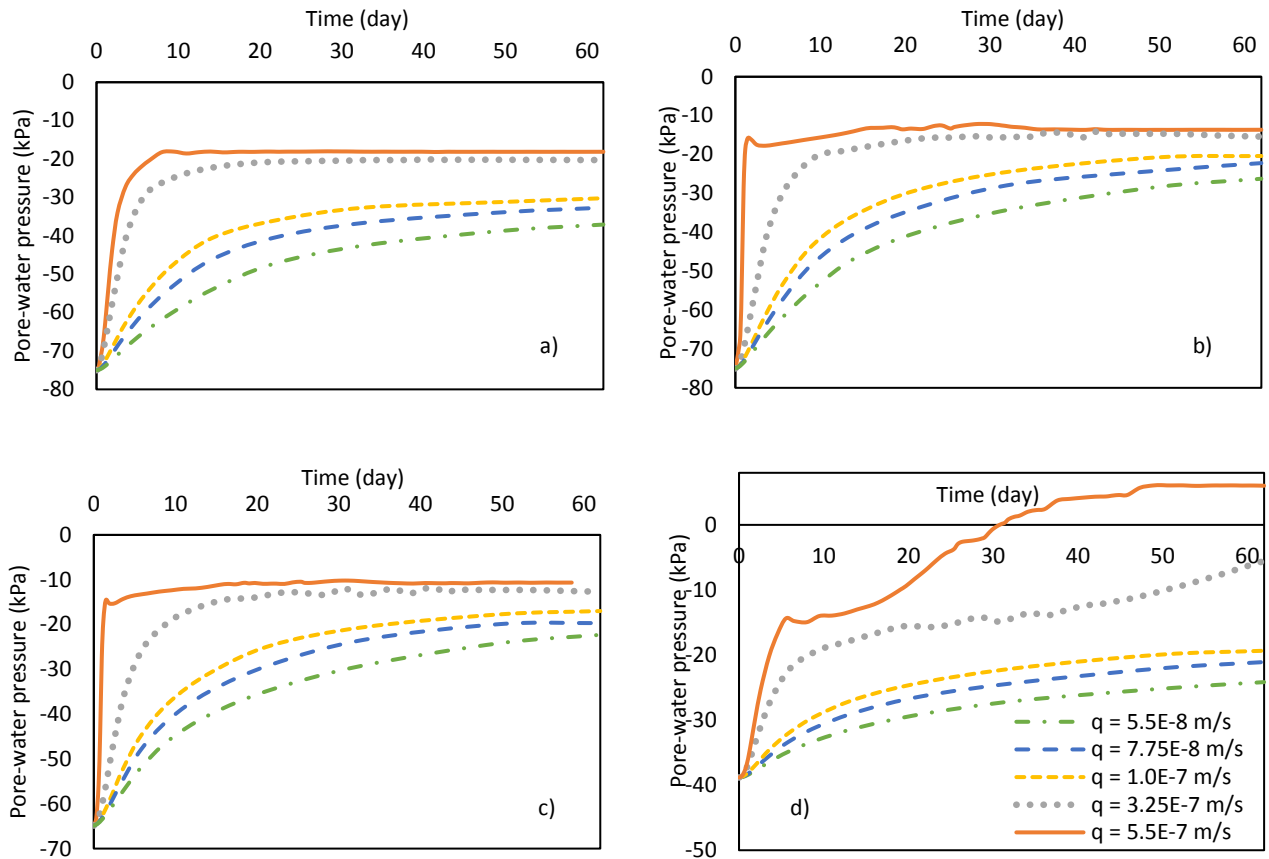 Time (day)
0 10 20 30 40 50 60
0
-10
-20
-30
-40
-50
-60
-70
-80
Pore-water pressure (kPa)
a)
Time (day)
0 10 20 30 40 50 60
0
-10
-20
-30
-40
-50
-60
-70
-80
Pore-water pressure (kPa)
b)
Time (day)
0 10 20 30 40 50 60
0
-10
-20
-30
-40
-50
-60
-70
Pore-water pressure (kPa)
c)
Time (day)
0
0 10 20 30 40 50 60
-10
-20
-30
-40
-50
Pore-water pressure (kPa)
q = 5.5E-8 m/s
q = 7.75E-8 m/s
q = 1.0E-7 m/s
q = 3.25E-7 m/s
q = 5.5E-7 m/s
d)